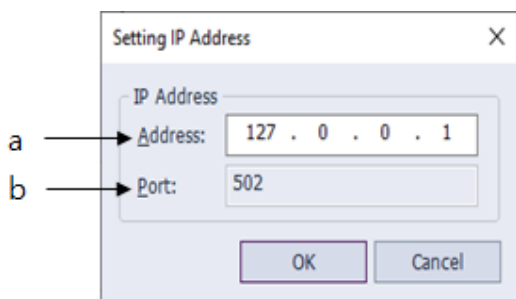 Setting IP Address
IP Address
a
Address: 127 . 0 . 0 . 1
b
Port: 502
OK Cancel